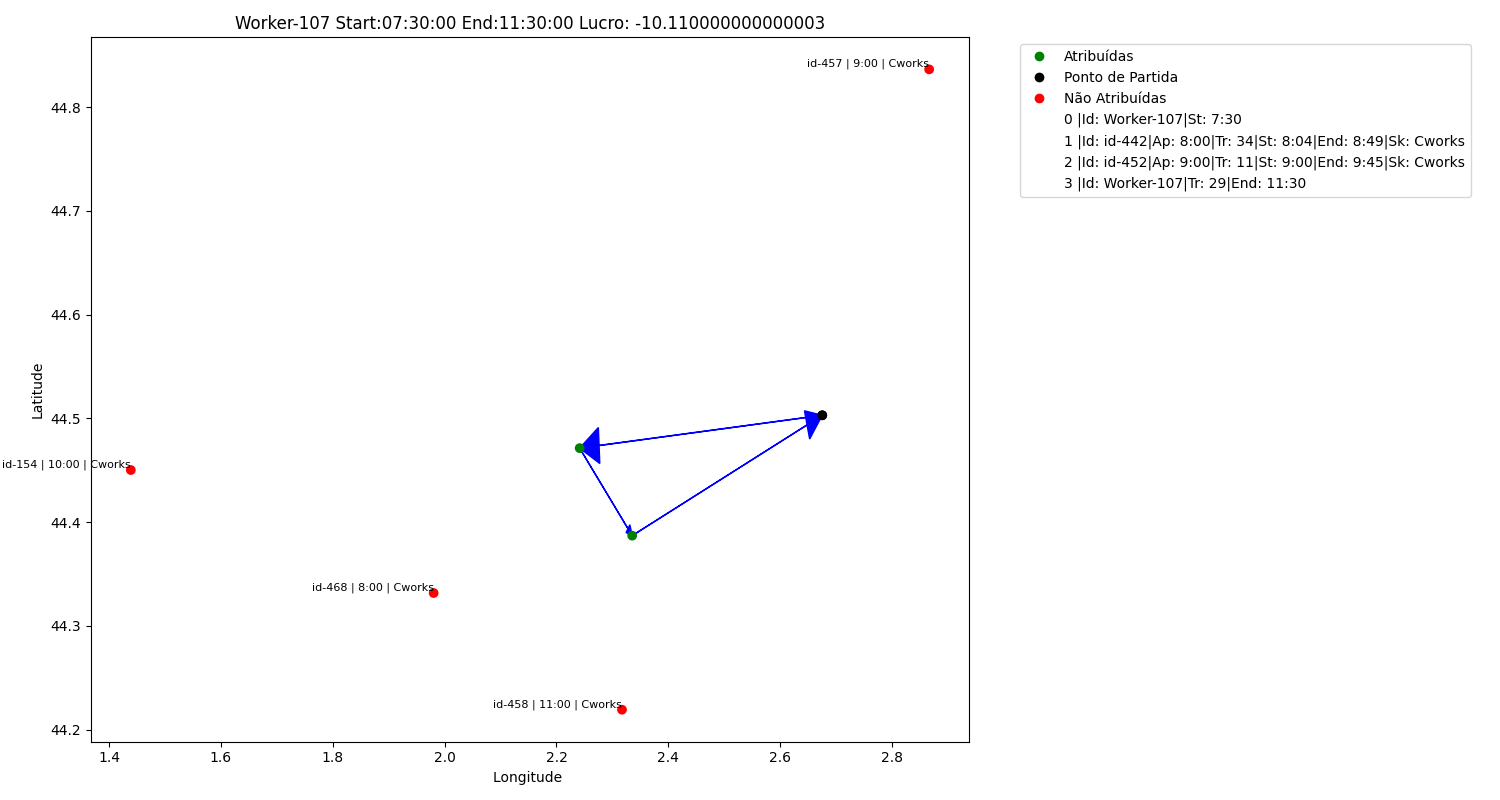 Worker-107 Start:07:30:00 End:11:30:00 Lucro: -10.110000000000003
id-457 | 9:00 | Cworks
id-154 | 10:00 | Cworks
id-468 | 8:00 | Cworks
id-458 | 11:00 | Cworks
44.8
44.7
44.6
44.5
44.4
44.3
44.2
Latitude
1.4
1.6
1.8
2.0
2.2
2.4
2.6
2.8
Longitude
Atribuídas
Ponto de Partida
Não Atribuídas
0 |Id: Worker-107|St: 7:30
1 |Id: id-442|Ap: 8:00|Tr: 34|St: 8:04|End: 8:49|Sk: Cworks
2 |Id: id-452|Ap: 9:00|Tr: 11|St: 9:00|End: 9:45|Sk: Cworks
3 |Id: Worker-107|Tr: 29|End: 11:30